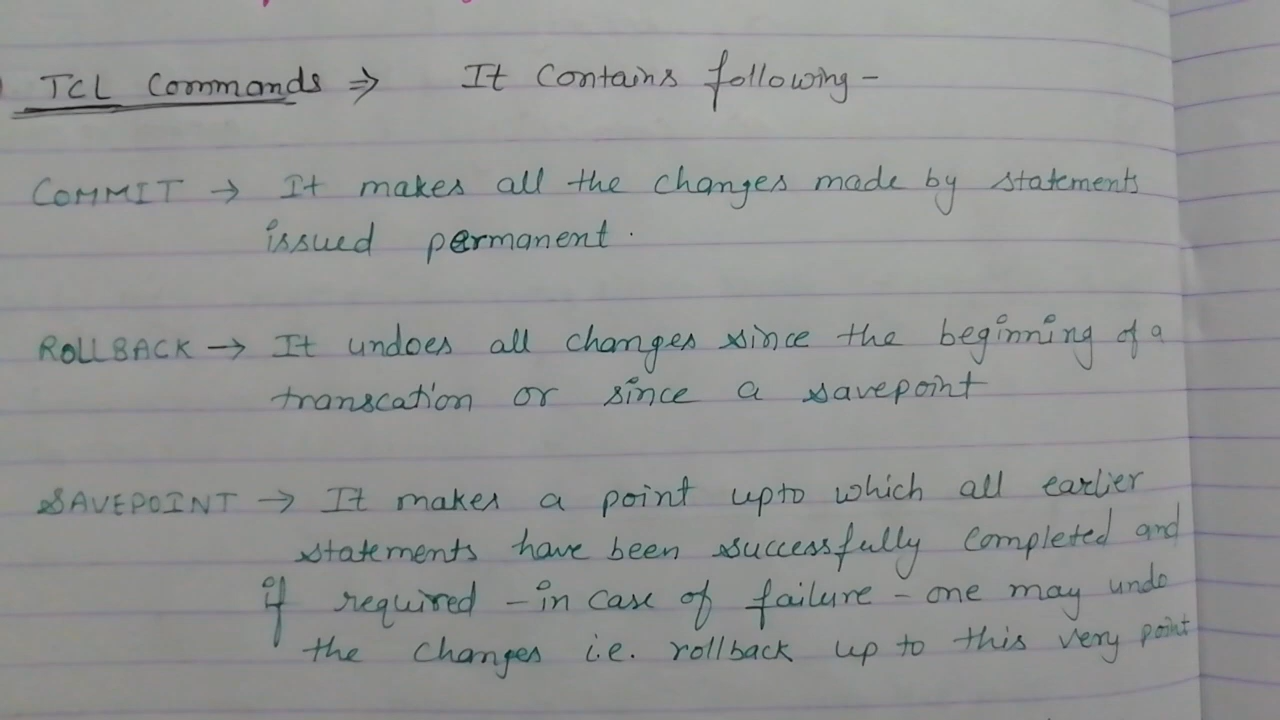 TCL Commands ⇒ It Contains following -
COMMIT → It makes all the changes made by statements
issued permanent.
ROLLBACK → It undoes all changes since the beginning of a
transcation or since a savepoint
SAVEPOINT → It makes a point upto which all earlier
statements have been successfully completed and
if required - in case of failure - one may undo
the changes i.e. rollback up to this very point